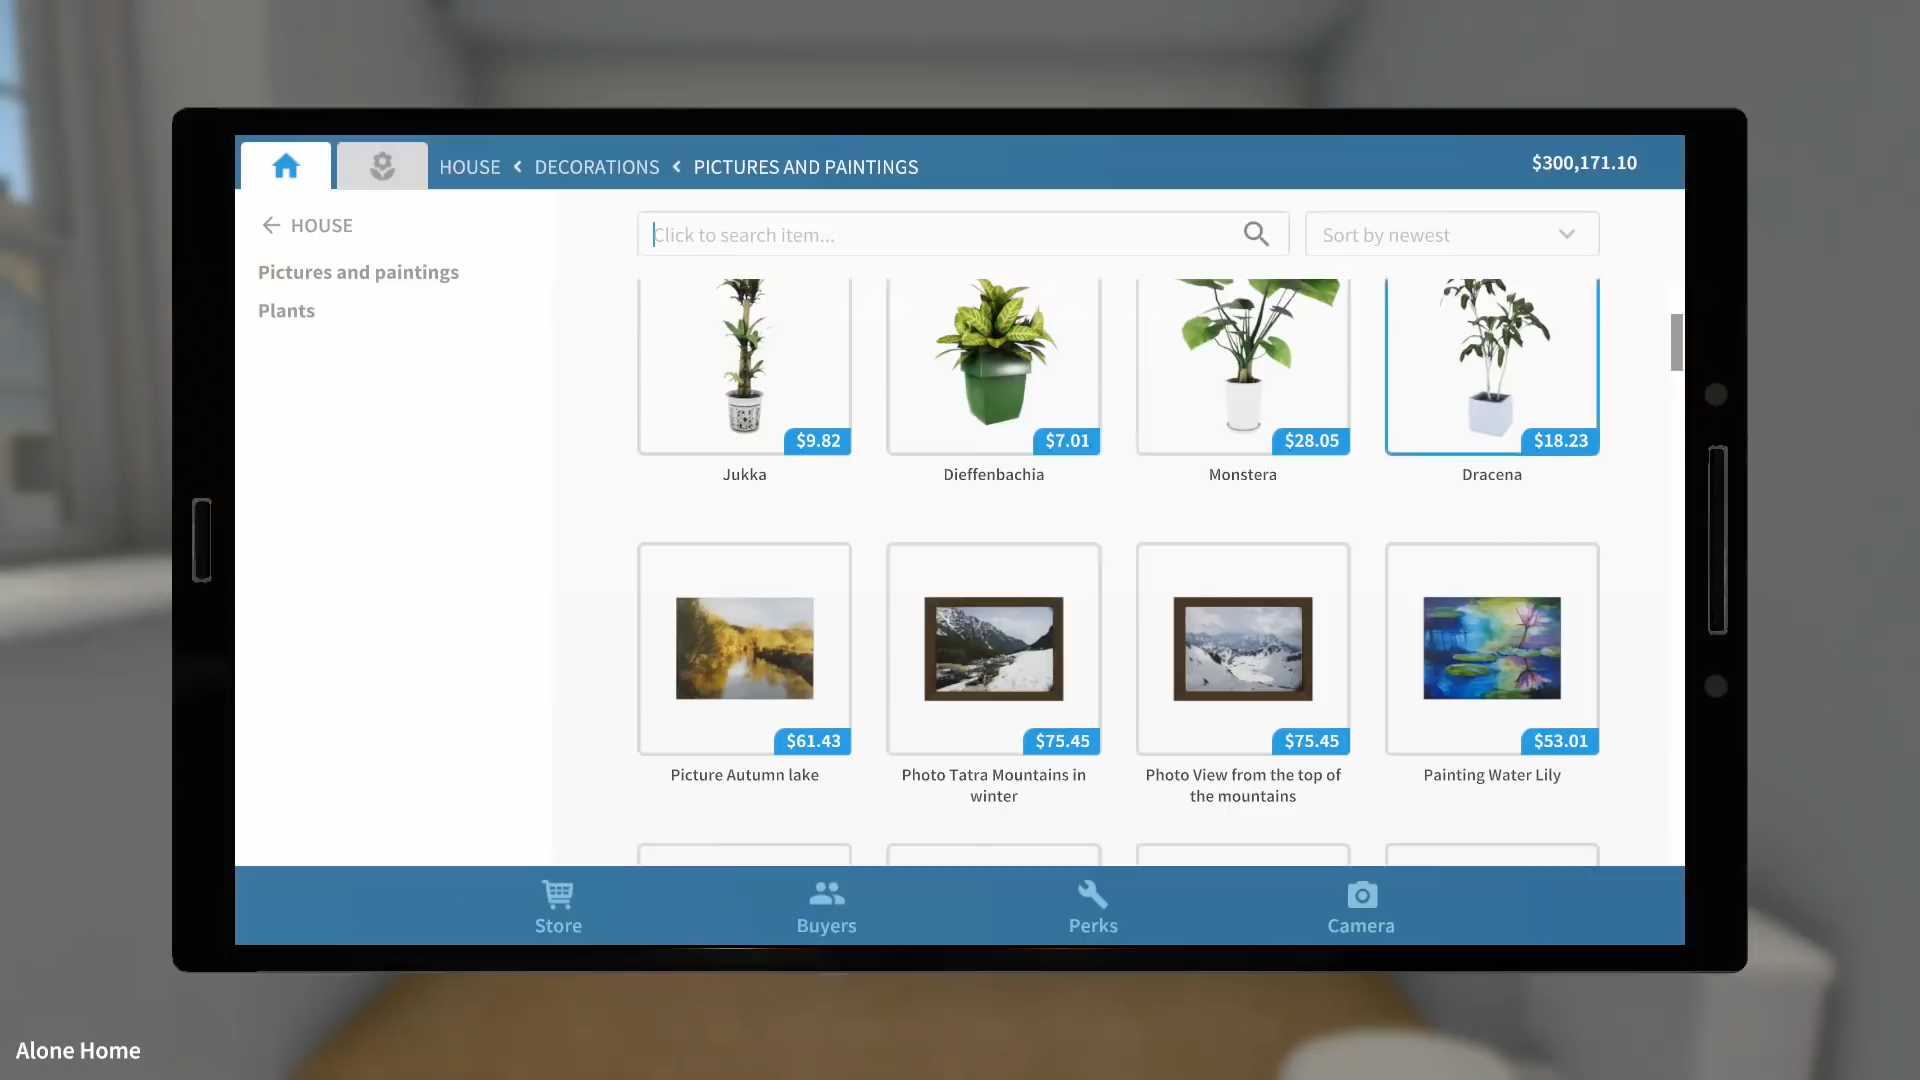 HOUSE < DECORATIONS < PICTURES AND PAINTINGS
$300,171.10
HOUSE
Pictures and paintings
Plants
Click to search item...
Sort by newest
$9.82
$7.01
$28.05
$18.23
Jukka
Dieffenbachia
Monstera
Dracena
$61.43
$75.45
$75.45
$53.01
Picture Autumn lake
Photo Tatra Mountains in
winter
Photo View from the top of
the mountains
Painting Water Lily
Store
Buyers
Perks
Camera
Alone Home